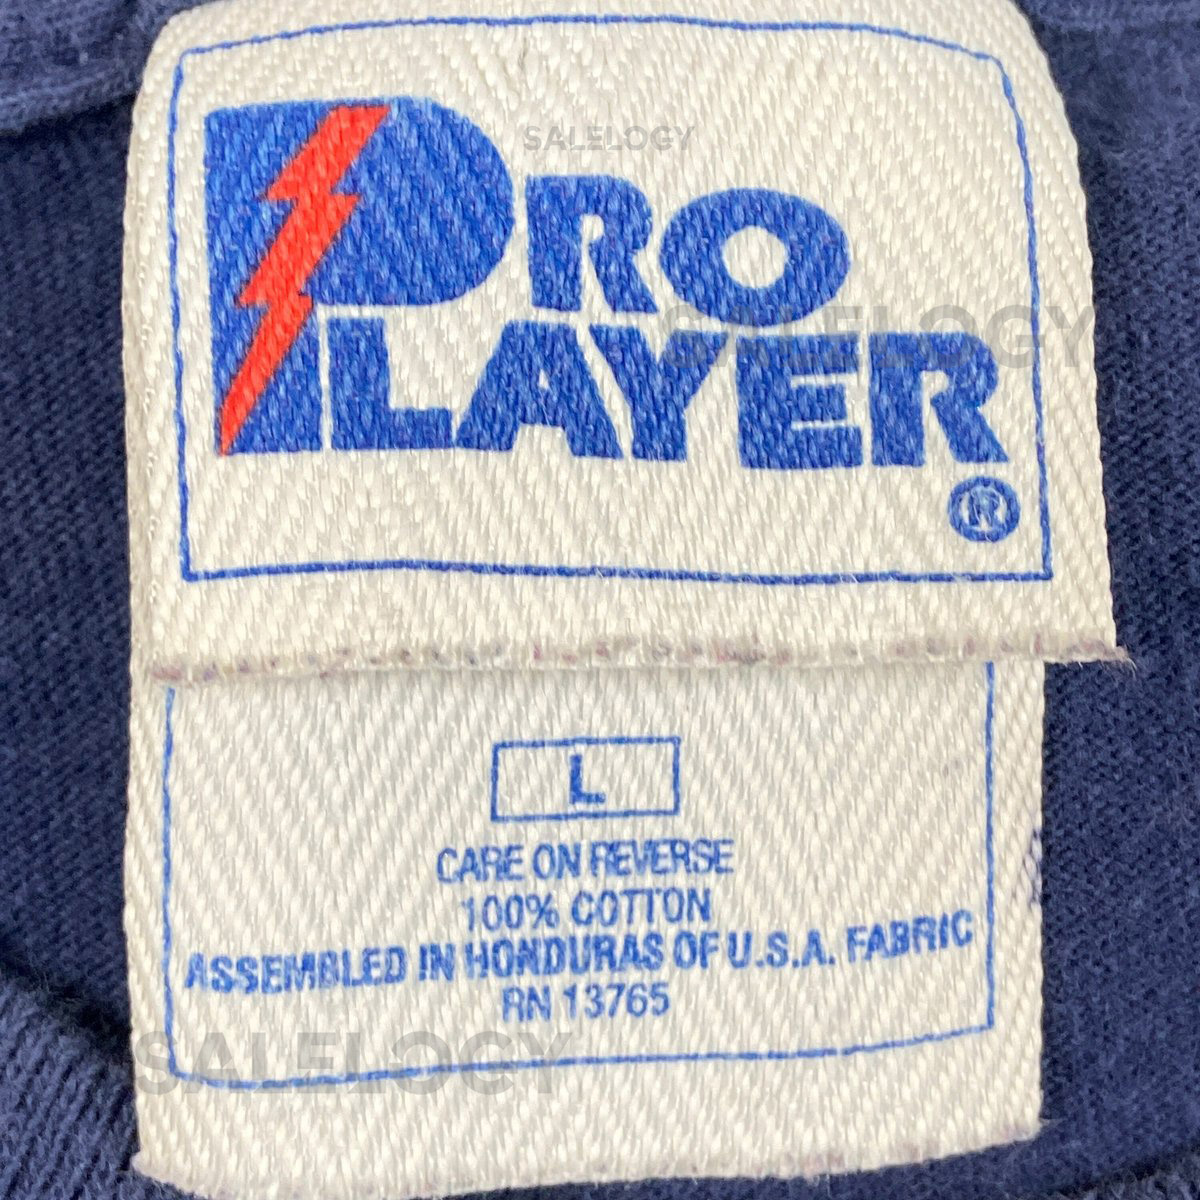 SALELOGY
PRO
PLAYER
®
SALELOGY
L
CARE ON REVERSE
100% COTTON
ASSEMBLED IN HONDURAS OF U.S.A. FABRIC
RN 13765
SALELOGY